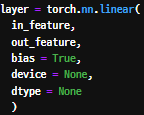 layer = torch.nn.linear(
in_feature,
out_feature,
bias = True,
device = None,
dtype = None
)